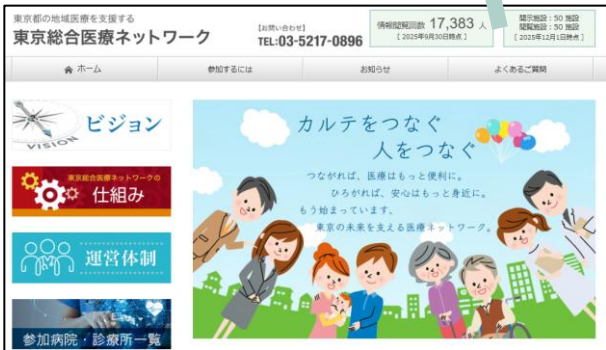 東京都の地域医療を支援する
東京総合医療ネットワーク
【お問い合わせ】
TEL:03-5217-0896
情報閲覧回数 17,383 人
[ 2025年9月30日時点 ]
開示施設：50 施設
閲覧施設：50 施設
[ 2025年12月1日時点 ]
ホーム
参加するには
お知らせ
よくあるご質問
VISION
ビジョン
東京総合医療ネットワークの
仕組み
運営体制
参加病院・診療所一覧
カルテをつなぐ
人をつなぐ
つながれば、医療はもっと便利に。
ひろがれば、安心はもっと身近に。
もう始まっています、
東京の未来を支える医療ネットワーク。